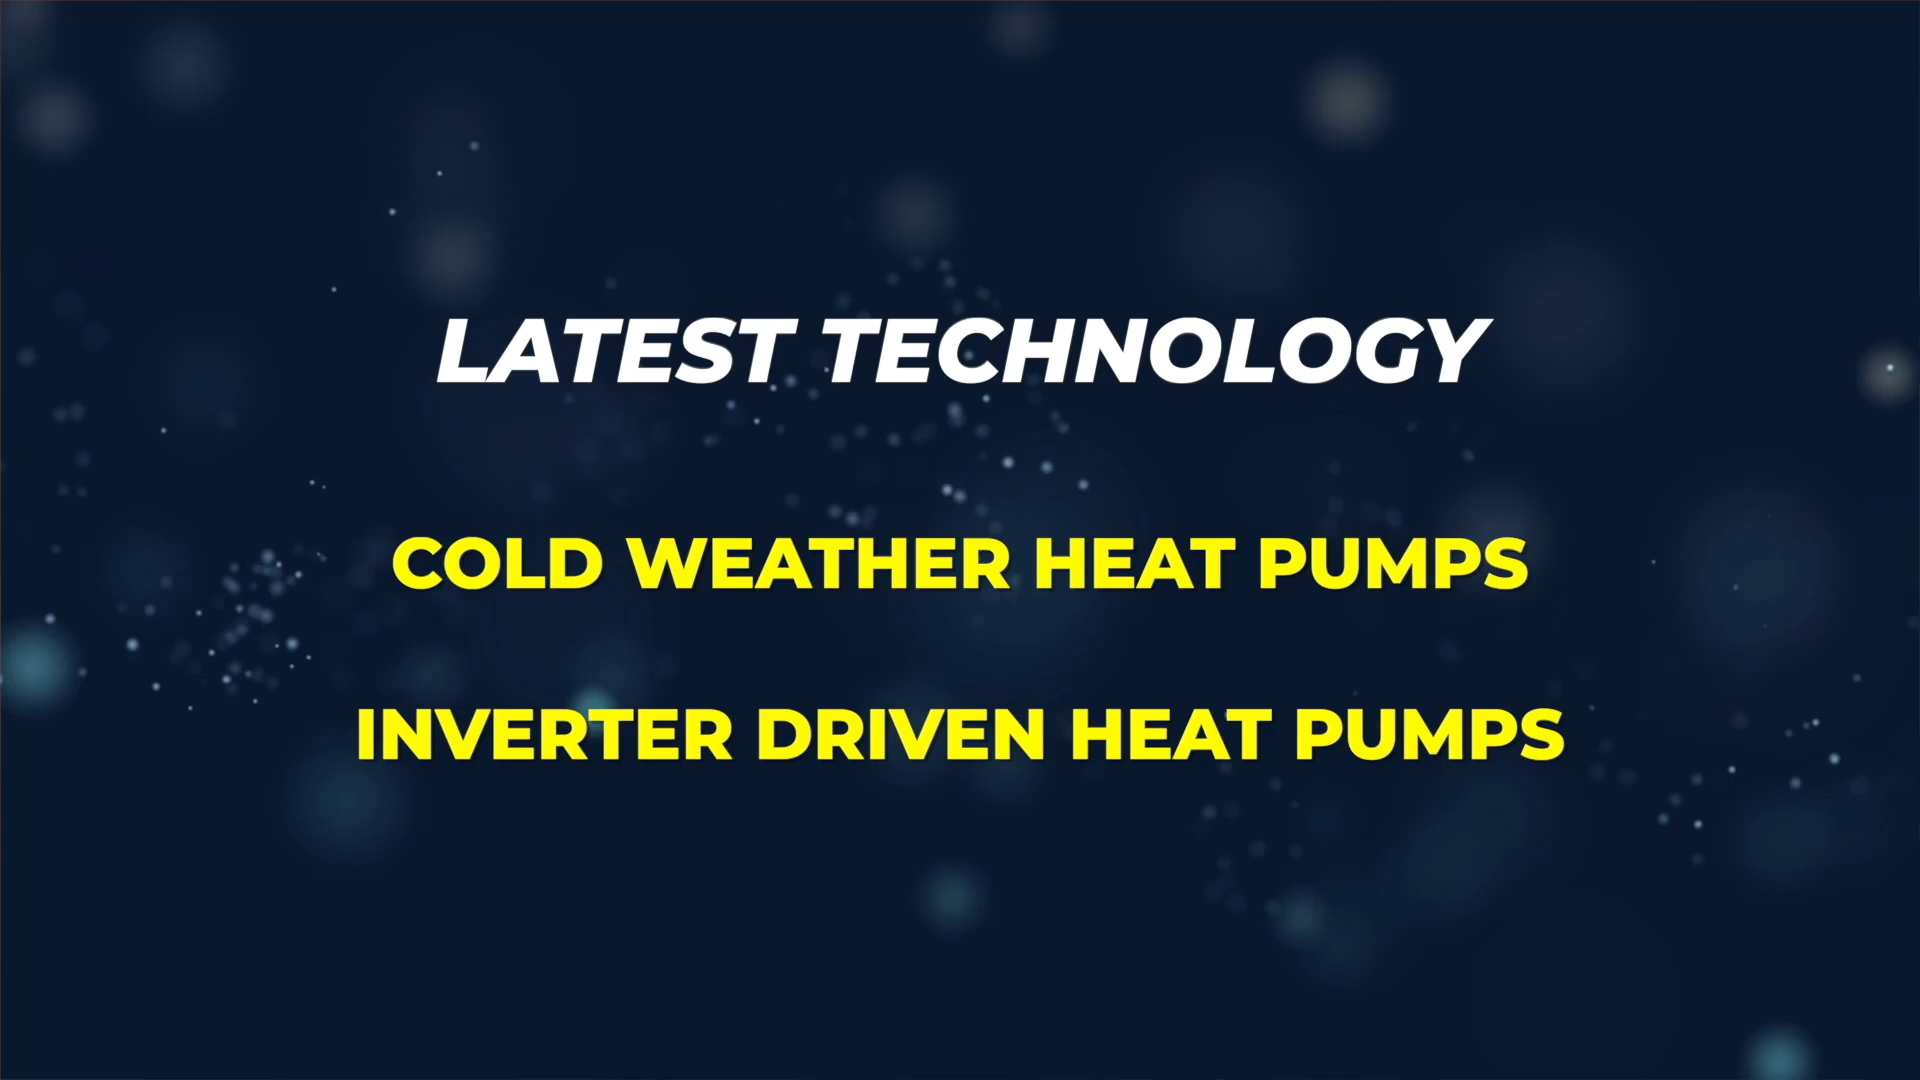 LATEST TECHNOLOGY
COLD WEATHER HEAT PUMPS
INVERTER DRIVEN HEAT PUMPS